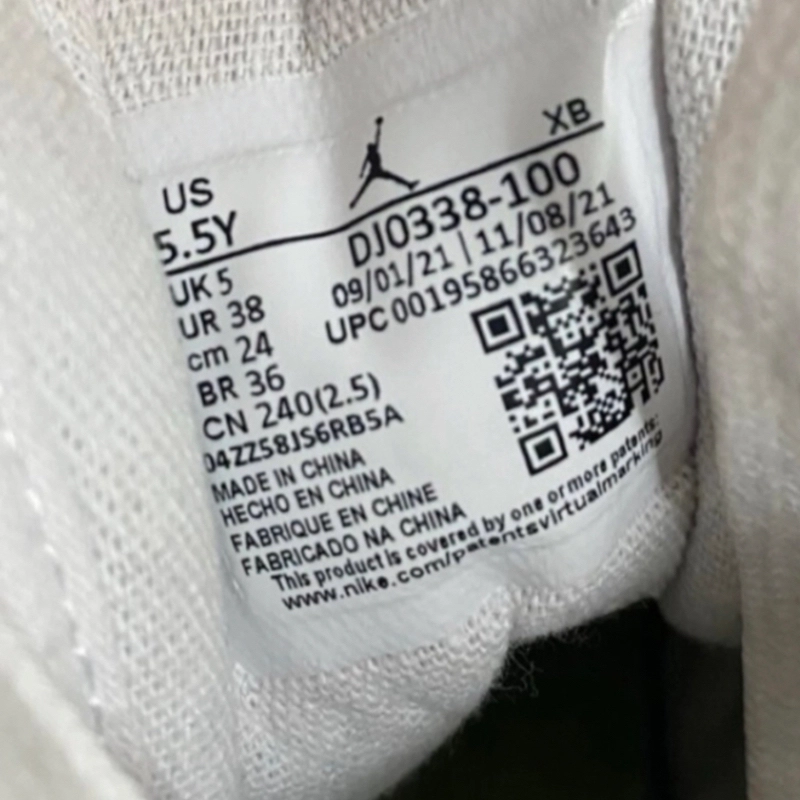 XB
US
5.5Y
DJ0338-100
09/01/21 | 11/08/21
UPC 00195866323643
UK 5
UR 38
cm 24
BR 36
CN 240(2.5)
04ZZ58JS6RB5A
MADE IN CHINA
HECHO EN CHINA
FABRIQUE EN CHINE
FABRICADO NA CHINA
This product is covered by one or more patents:
www.nike.com/patentsvirtualmarking